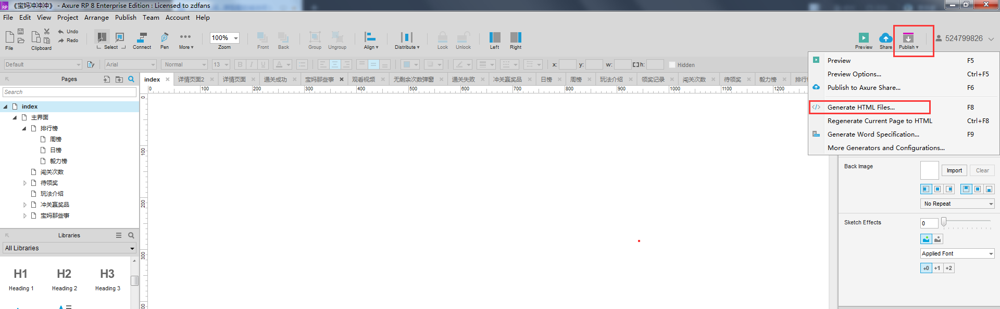 《宝妈冲冲冲》 - Axure RP 8 Enterprise Edition : Licensed to zdfans
File Edit View Project Arrange Publish Team Account Help
Undo
Redo
File Clipboard Select Connect Pen More 100% Zoom Front Back Group Ungroup Align Distribute Lock Unlock Left Right Preview Share Publish 524799826
Default Arial Normal 13 B I U A x: y: w: h: Hidden
Pages
index 详情页面2 详情页面 通关成功 宝妈那些事 观看视频 无剩余次数弹窗 通关失败 冲关赢奖品 日榜 周榜 玩法介绍 领奖记录 闯关次数 待领奖 毅力榜
0 100 200 300 400 500 600 700 800 900 1000 1100 1200
0
100
200
300
Search
index
主界面
排行榜
周榜
日榜
毅力榜
闯关次数
待领奖
玩法介绍
冲关赢奖品
宝妈那些事
Libraries
All Libraries
H1 H2 H3
Heading 1 Heading 2 Heading 3
Preview F5
Preview Options... Ctrl+F5
Publish to Axure Share... F6
Generate HTML Files... F8
Regenerate Current Page to HTML Ctrl+F8
Generate Word Specification... F9
More Generators and Configurations...
Back Image Import Clear
No Repeat
Sketch Effects 0
Applied Font
+0 +1 +2